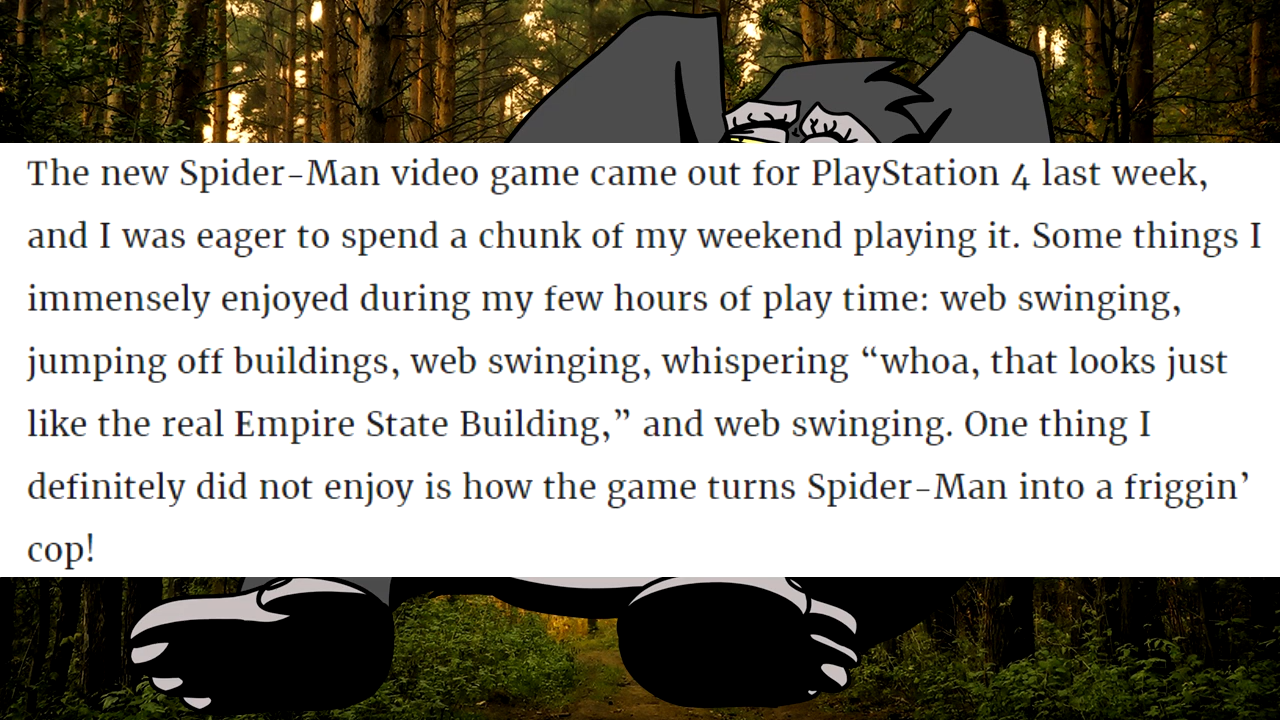 The new Spider-Man video game came out for PlayStation 4 last week,
and I was eager to spend a chunk of my weekend playing it. Some things I
immensely enjoyed during my few hours of play time: web swinging,
jumping off buildings, web swinging, whispering “whoa, that looks just
like the real Empire State Building,” and web swinging. One thing I
definitely did not enjoy is how the game turns Spider-Man into a friggin’
cop!